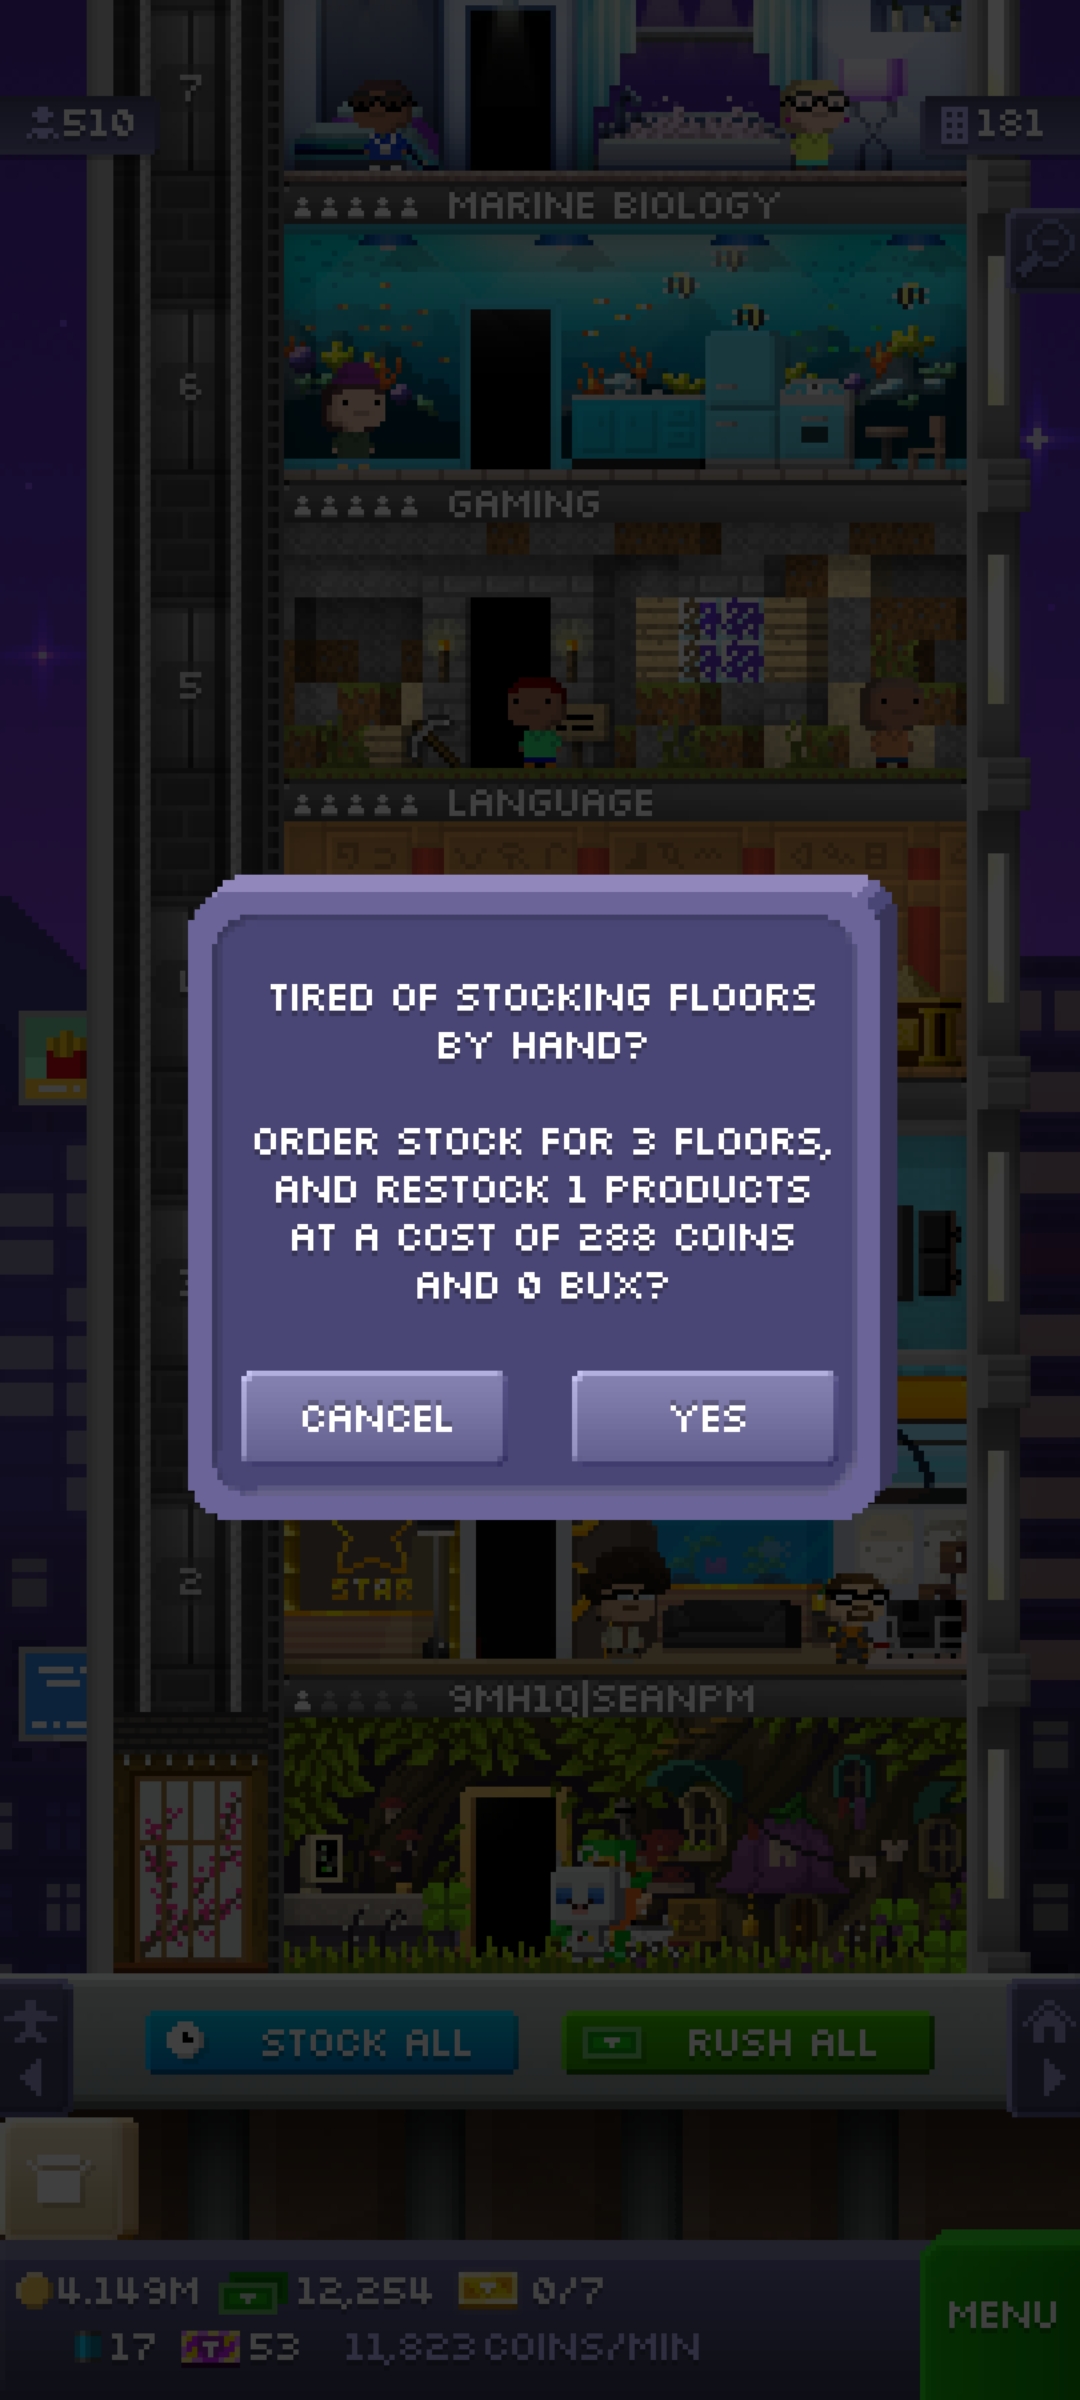 7
510
181
MARINE BIOLOGY
6
GAMING
5
LANGUAGE
TIRED OF STOCKING FLOORS
BY HAND?
ORDER STOCK FOR 3 FLOORS,
AND RESTOCK 1 PRODUCTS
AT A COST OF 288 COINS
AND 0 BUX?
CANCEL
YES
2
STAR
9MH1Q|SEANPM
STOCK ALL
RUSH ALL
4.149M
12,254
0/7
MENU
17
53
11,823 COINS/MIN